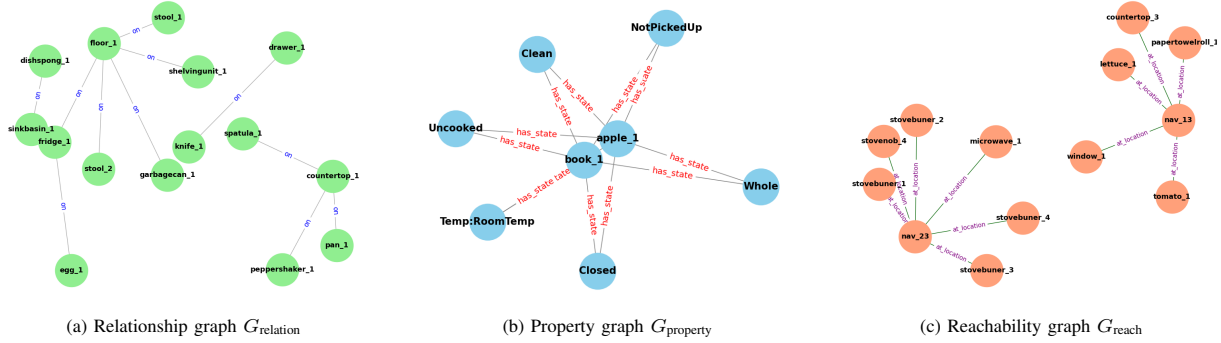 stool_1
floor_1
drawer_1
dishspong_1
shelvingunit_1
sinkbasin_1
fridge_1
spatula_1
knife_1
stool_2
garbagecan_1
countertop_1
pan_1
egg_1
peppershaker_1
on
on
on
on
on
on
on
on
on
on
on
(a) Relationship graph G_relation
NotPickedUp
Clean
Uncooked
apple_1
book_1
Whole
Temp:RoomTemp
Closed
has_state
has_state
has_state
has_state
has_state
has_state
has_state
has_state
has_state
has_state tate
has_state
has_state
(b) Property graph G_property
countertop_3
papertowelroll_1
lettuce_1
nav_13
window_1
tomato_1
stovebuner_2
stovenob_4
microwave_1
stovebuner_1
stovebuner_4
nav_23
stovebuner_3
at_location
at_location
at_location
at_location
at_location
at_location
at_location
at_location
at_location
at_location
at_location
(c) Reachability graph G_reach